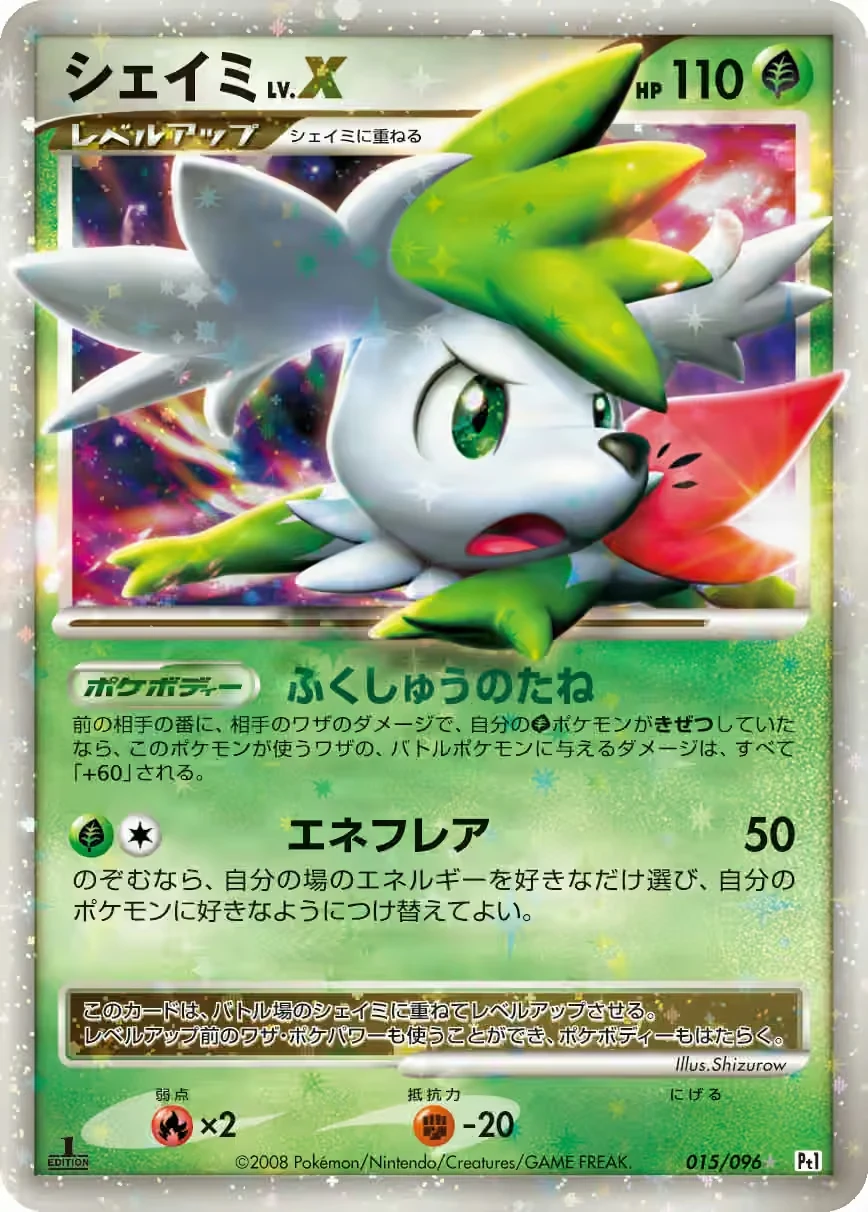 シェイミ LV.X HP 110
レベルアップ シェイミに重ねる
ポケボディー ふくしゅうのたね
前の相手の番に、相手のワザのダメージで、自分のポケモンがきぜつしていた
なら、このポケモンが使うワザの、バトルポケモンに与えるダメージは、すべて
「+60」される。
エネフレア 50
のぞむなら、自分の場のエネルギーを好きなだけ選び、自分の
ポケモンに好きなようにつけ替えてよい。
このカードは、バトル場のシェイミに重ねてレベルアップさせる。
レベルアップ前のワザ・ポケパワーも使うことができ、ポケボディーもはたらく。
Illus.Shizurow
弱点 抵抗力 にげる
×2 -20
1 EDITION ©2008 Pokémon/Nintendo/Creatures/GAME FREAK. 015/096 Pt1